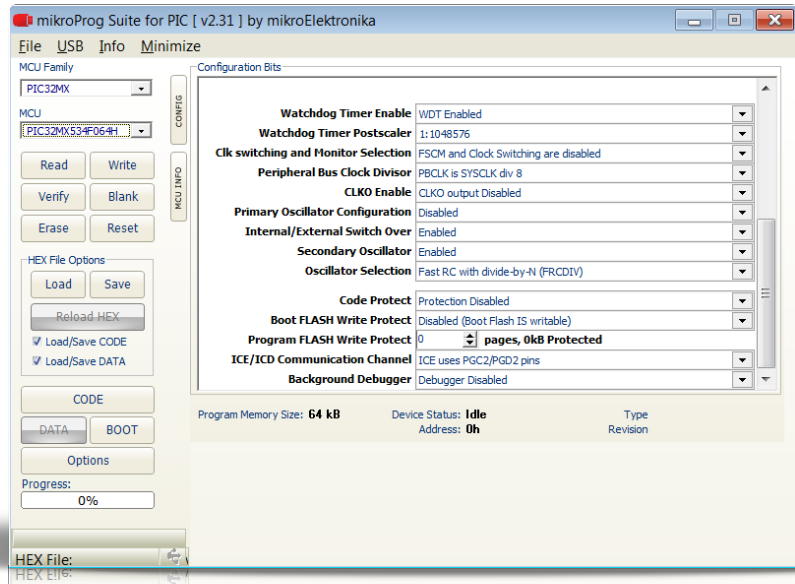 mikroProg Suite for PIC [ v2.31 ] by mikroElektronika
File USB Info Minimize
MCU Family
PIC32MX
MCU
PIC32MX534F064H
Read Write
Verify Blank
Erase Reset
HEX File Options
Load Save
Reload HEX
Load/Save CODE
Load/Save DATA
CODE
DATA BOOT
Options
Progress:
0%
HEX File:
CONFIG
MCU INFO
Configuration Bits
Watchdog Timer Enable WDT Enabled
Watchdog Timer Postscaler 1:1048576
Clk switching and Monitor Selection FSCM and Clock Switching are disabled
Peripheral Bus Clock Divisor PBCLK is SYSCLK div 8
CLKO Enable CLKO output Disabled
Primary Oscillator Configuration Disabled
Internal/External Switch Over Enabled
Secondary Oscillator Enabled
Oscillator Selection Fast RC with divide-by-N (FRCDIV)
Code Protect Protection Disabled
Boot FLASH Write Protect Disabled (Boot Flash IS writable)
Program FLASH Write Protect 0 pages, 0kB Protected
ICE/ICD Communication Channel ICE uses PGC2/PGD2 pins
Background Debugger Debugger Disabled
Program Memory Size: 64 kB Device Status: Idle Type
Address: 0h Revision